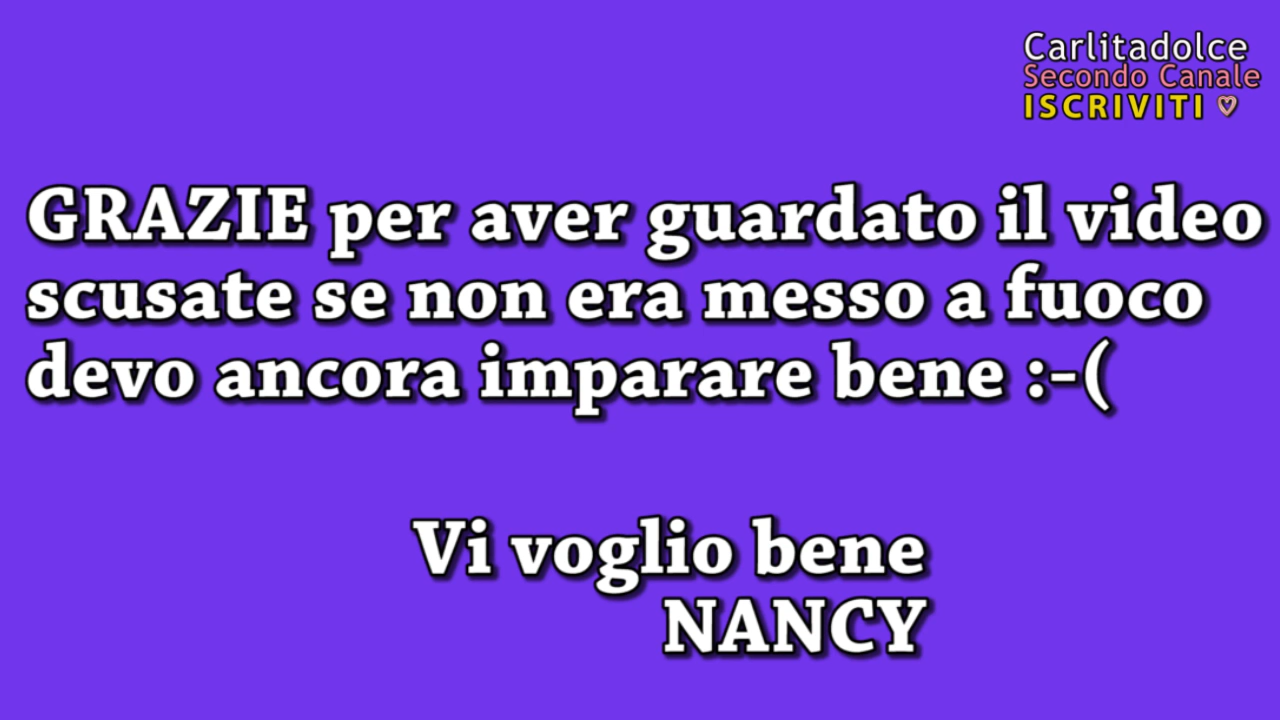 Carlitadolce
Secondo Canale
ISCRIVITI ♡
GRAZIE per aver guardato il video
scusate se non era messo a fuoco
devo ancora imparare bene :-(
Vi voglio bene
NANCY